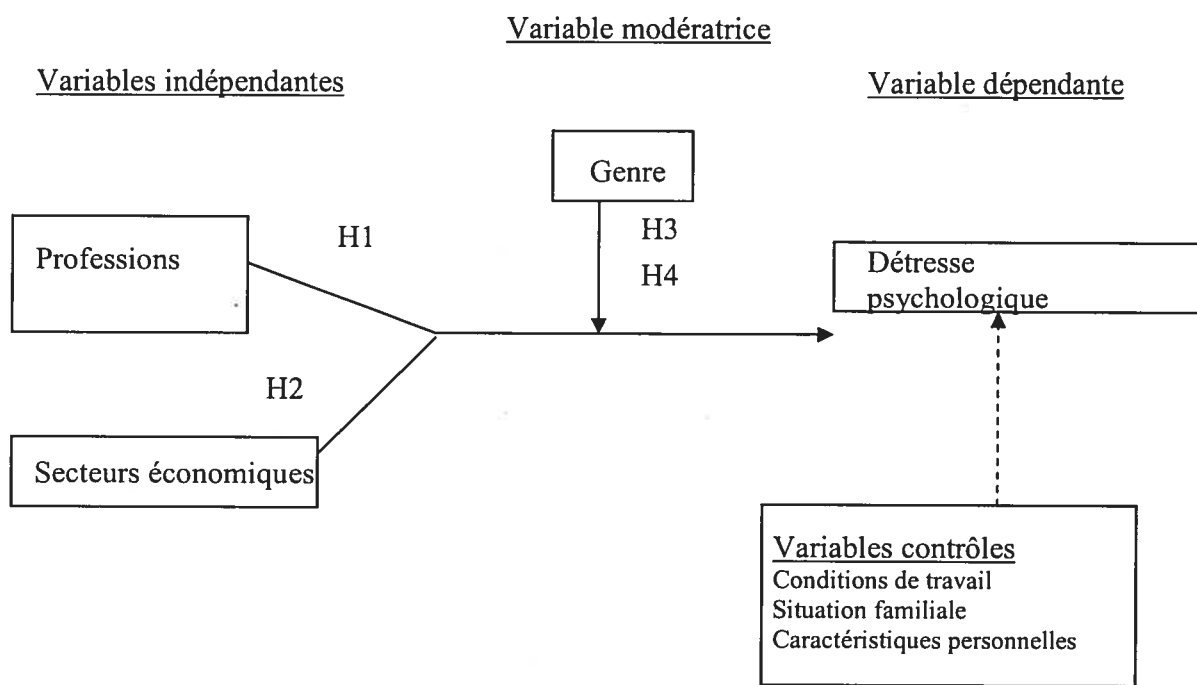 Variable modératrice
Variables indépendantes
Variable dépendante
Genre
Professions
H1
H3
H4
Détresse
psychologique
H2
Secteurs économiques
Variables contrôles
Conditions de travail
Situation familiale
Caractéristiques personnelles